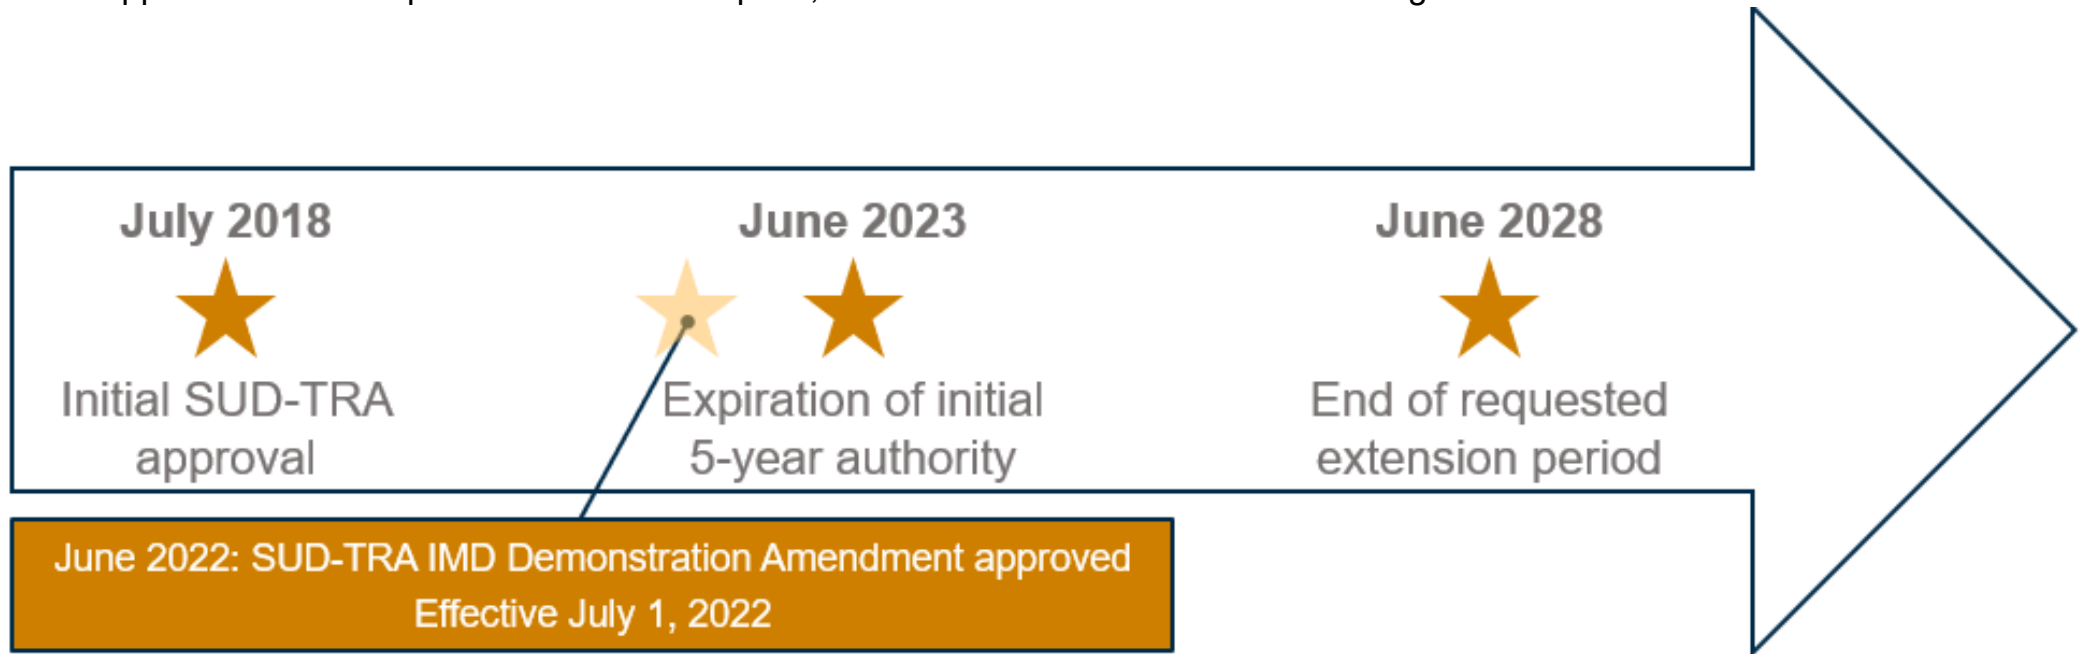 July 2018
June 2023
June 2028
Initial SUD-TRA
approval
Expiration of initial
5-year authority
End of requested
extension period
June 2022: SUD-TRA IMD Demonstration Amendment approved
Effective July 1, 2022